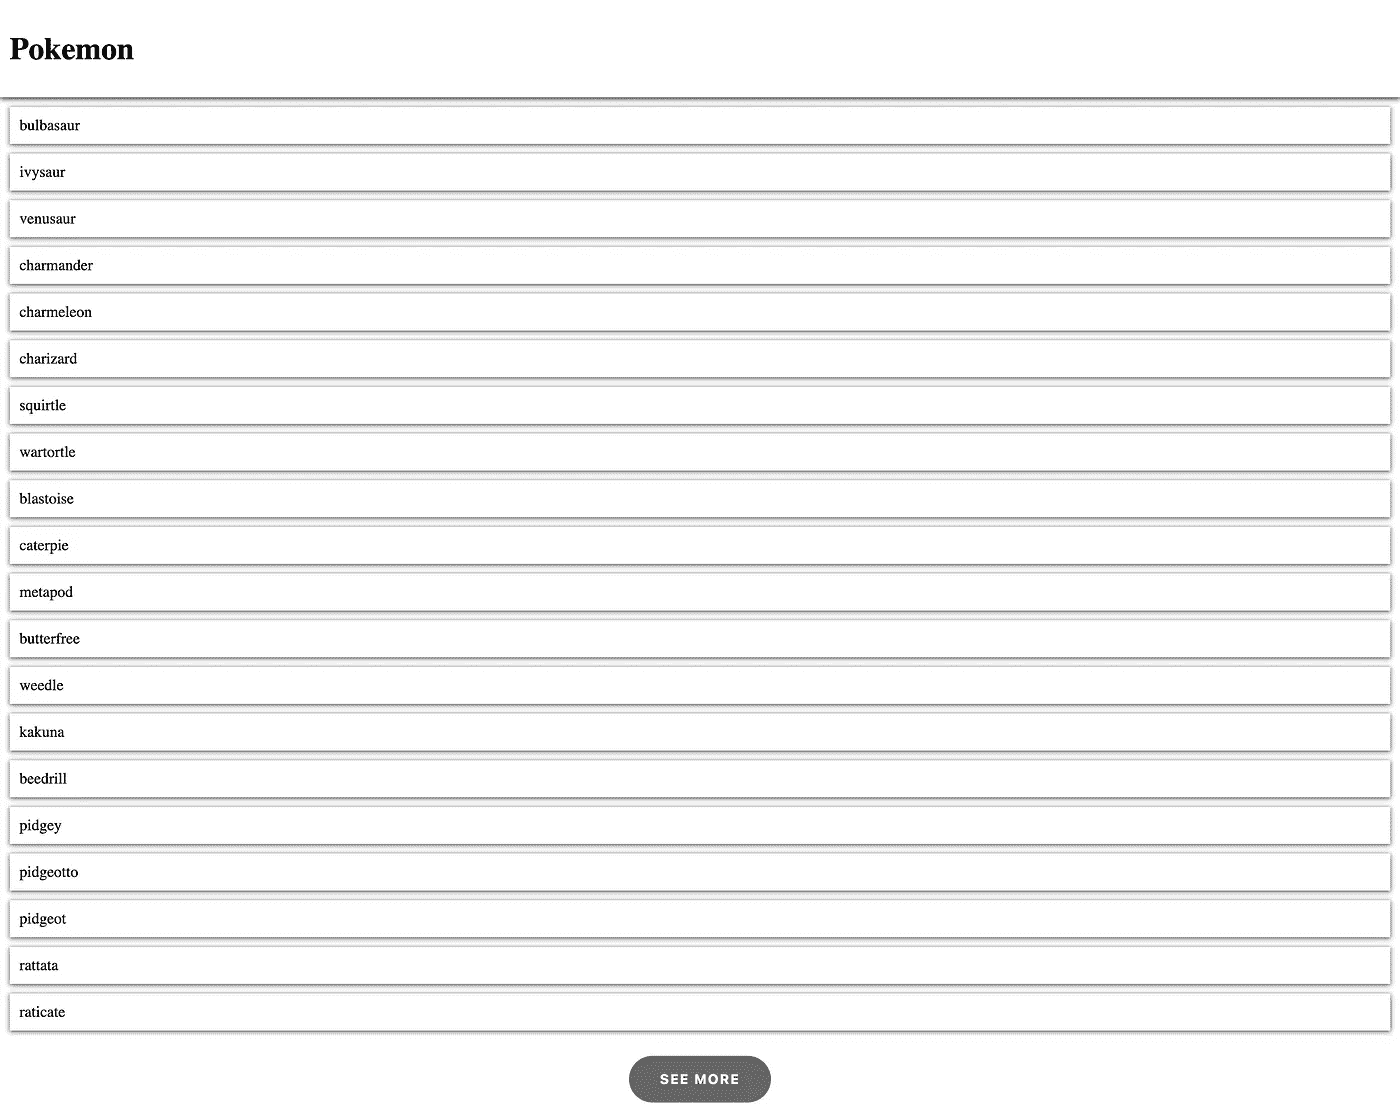 Pokemon
bulbasaur
ivysaur
venusaur
charmander
charmeleon
charizard
squirtle
wartortle
blastoise
caterpie
metapod
butterfree
weedle
kakuna
beedrill
pidgey
pidgeotto
pidgeot
rattata
raticate
SEE MORE